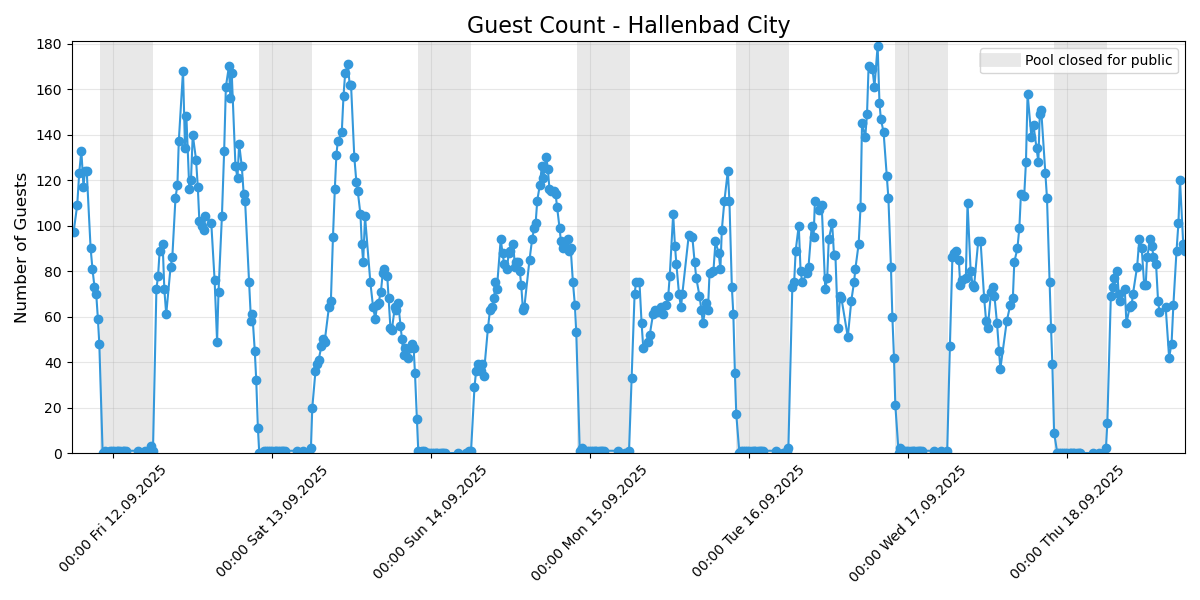 Guest Count - Hallenbad City
Pool closed for public
Number of Guests
180
160
140
120
100
80
60
40
20
0
00:00 Fri 12.09.2025
00:00 Sat 13.09.2025
00:00 Sun 14.09.2025
00:00 Mon 15.09.2025
00:00 Tue 16.09.2025
00:00 Wed 17.09.2025
00:00 Thu 18.09.2025